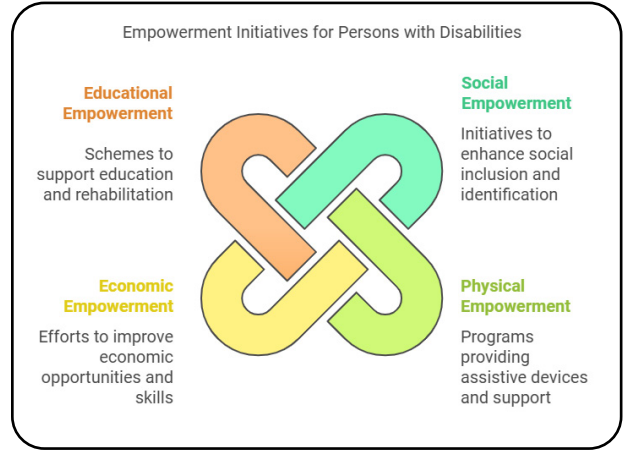 Empowerment Initiatives for Persons with Disabilities
Educational
Empowerment
Schemes to
support education
and rehabilitation
Social
Empowerment
Initiatives to
enhance social
inclusion and
identification
Economic
Empowerment
Efforts to improve
economic
opportunities and
skills
Physical
Empowerment
Programs
providing
assistive devices
and support